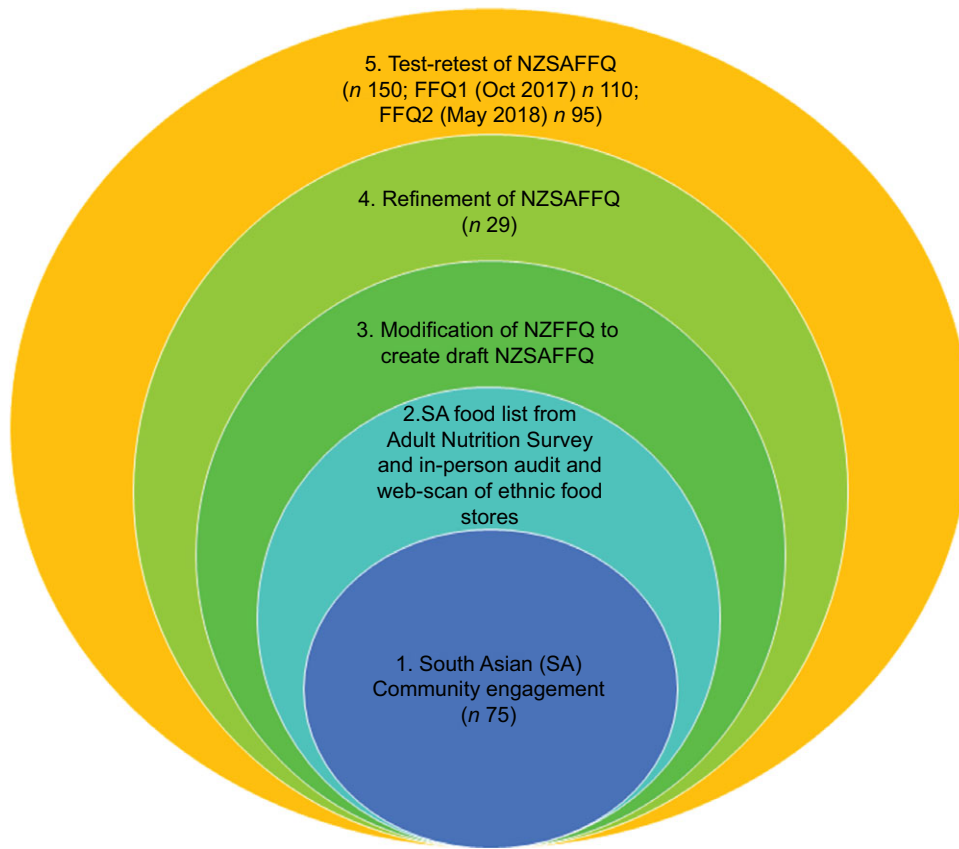 5. Test-retest of NZSAFFQ
(n 150; FFQ1 (Oct 2017) n 110;
FFQ2 (May 2018) n 95)
4. Refinement of NZSAFFQ
(n 29)
3. Modification of NZFFQ to
create draft NZSAFFQ
2.SA food list from
Adult Nutrition Survey
and in-person audit and
web-scan of ethnic food
stores
1. South Asian (SA)
Community engagement
(n 75)